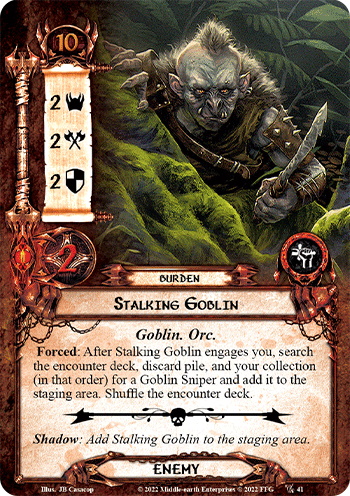 10
2
2
2
2
BURDEN
STALKING GOBLIN
Goblin. Orc.
Forced: After Stalking Goblin engages you, search
the encounter deck, discard pile, and your collection
(in that order) for a Goblin Sniper and add it to the
staging area. Shuffle the encounter deck.
Shadow: Add Stalking Goblin to the staging area.
ENEMY
Illus. JB Casacop
© 2022 Middle-earth Enterprises © 2022 FFG
41